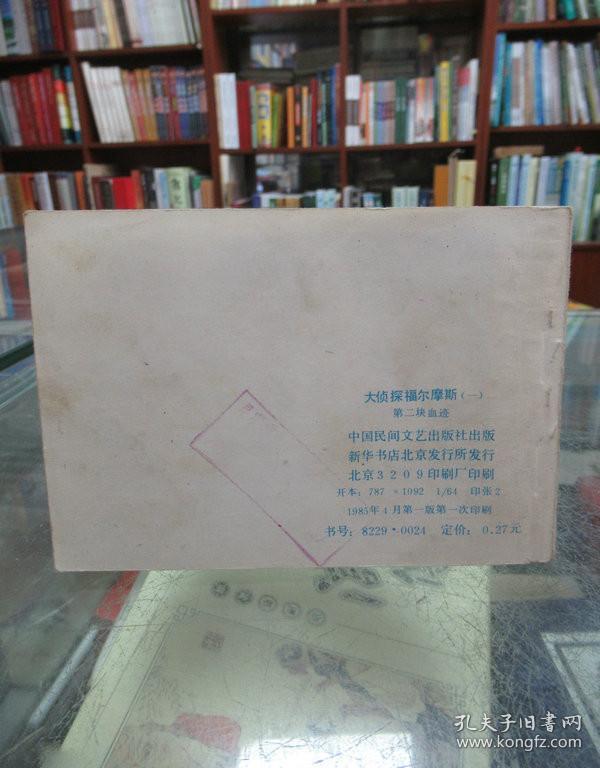 大侦探福尔摩斯(一)
第二块血迹
中国民间文艺出版社出版
新华书店北京发行所发行
北京3209印刷厂印刷
开本：787 × 1092 1/64 印张2
1985年4月第一版第一次印刷
书号：8229·0024 定价：0.27元
孔夫子旧书网
www.kongfz.com